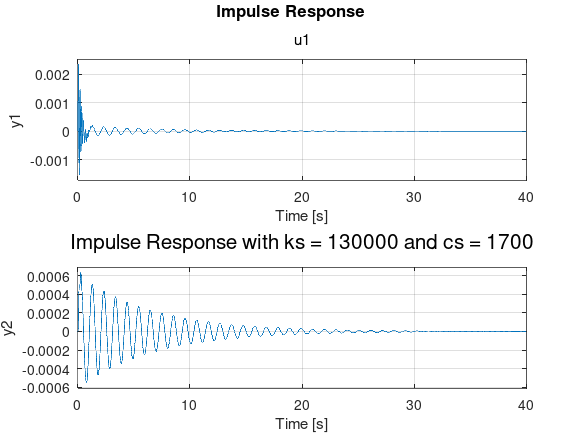 Impulse Response
u1
0.002
0.001
0
-0.001
y1
0 10 20 30 40
Time [s]
Impulse Response with ks = 130000 and cs = 1700
0.0006
0.0004
0.0002
0
-0.0002
-0.0004
-0.0006
y2
0 10 20 30 40
Time [s]